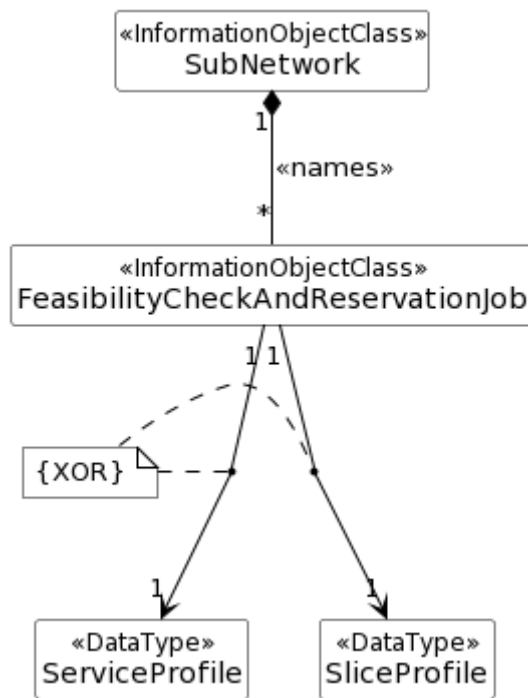 «InformationObjectClass»
SubNetwork
1
«names»
*
«InformationObjectClass»
FeasibilityCheckAndReservationJob
1 1
{XOR}
1 1
«DataType» «DataType»
ServiceProfile SliceProfile